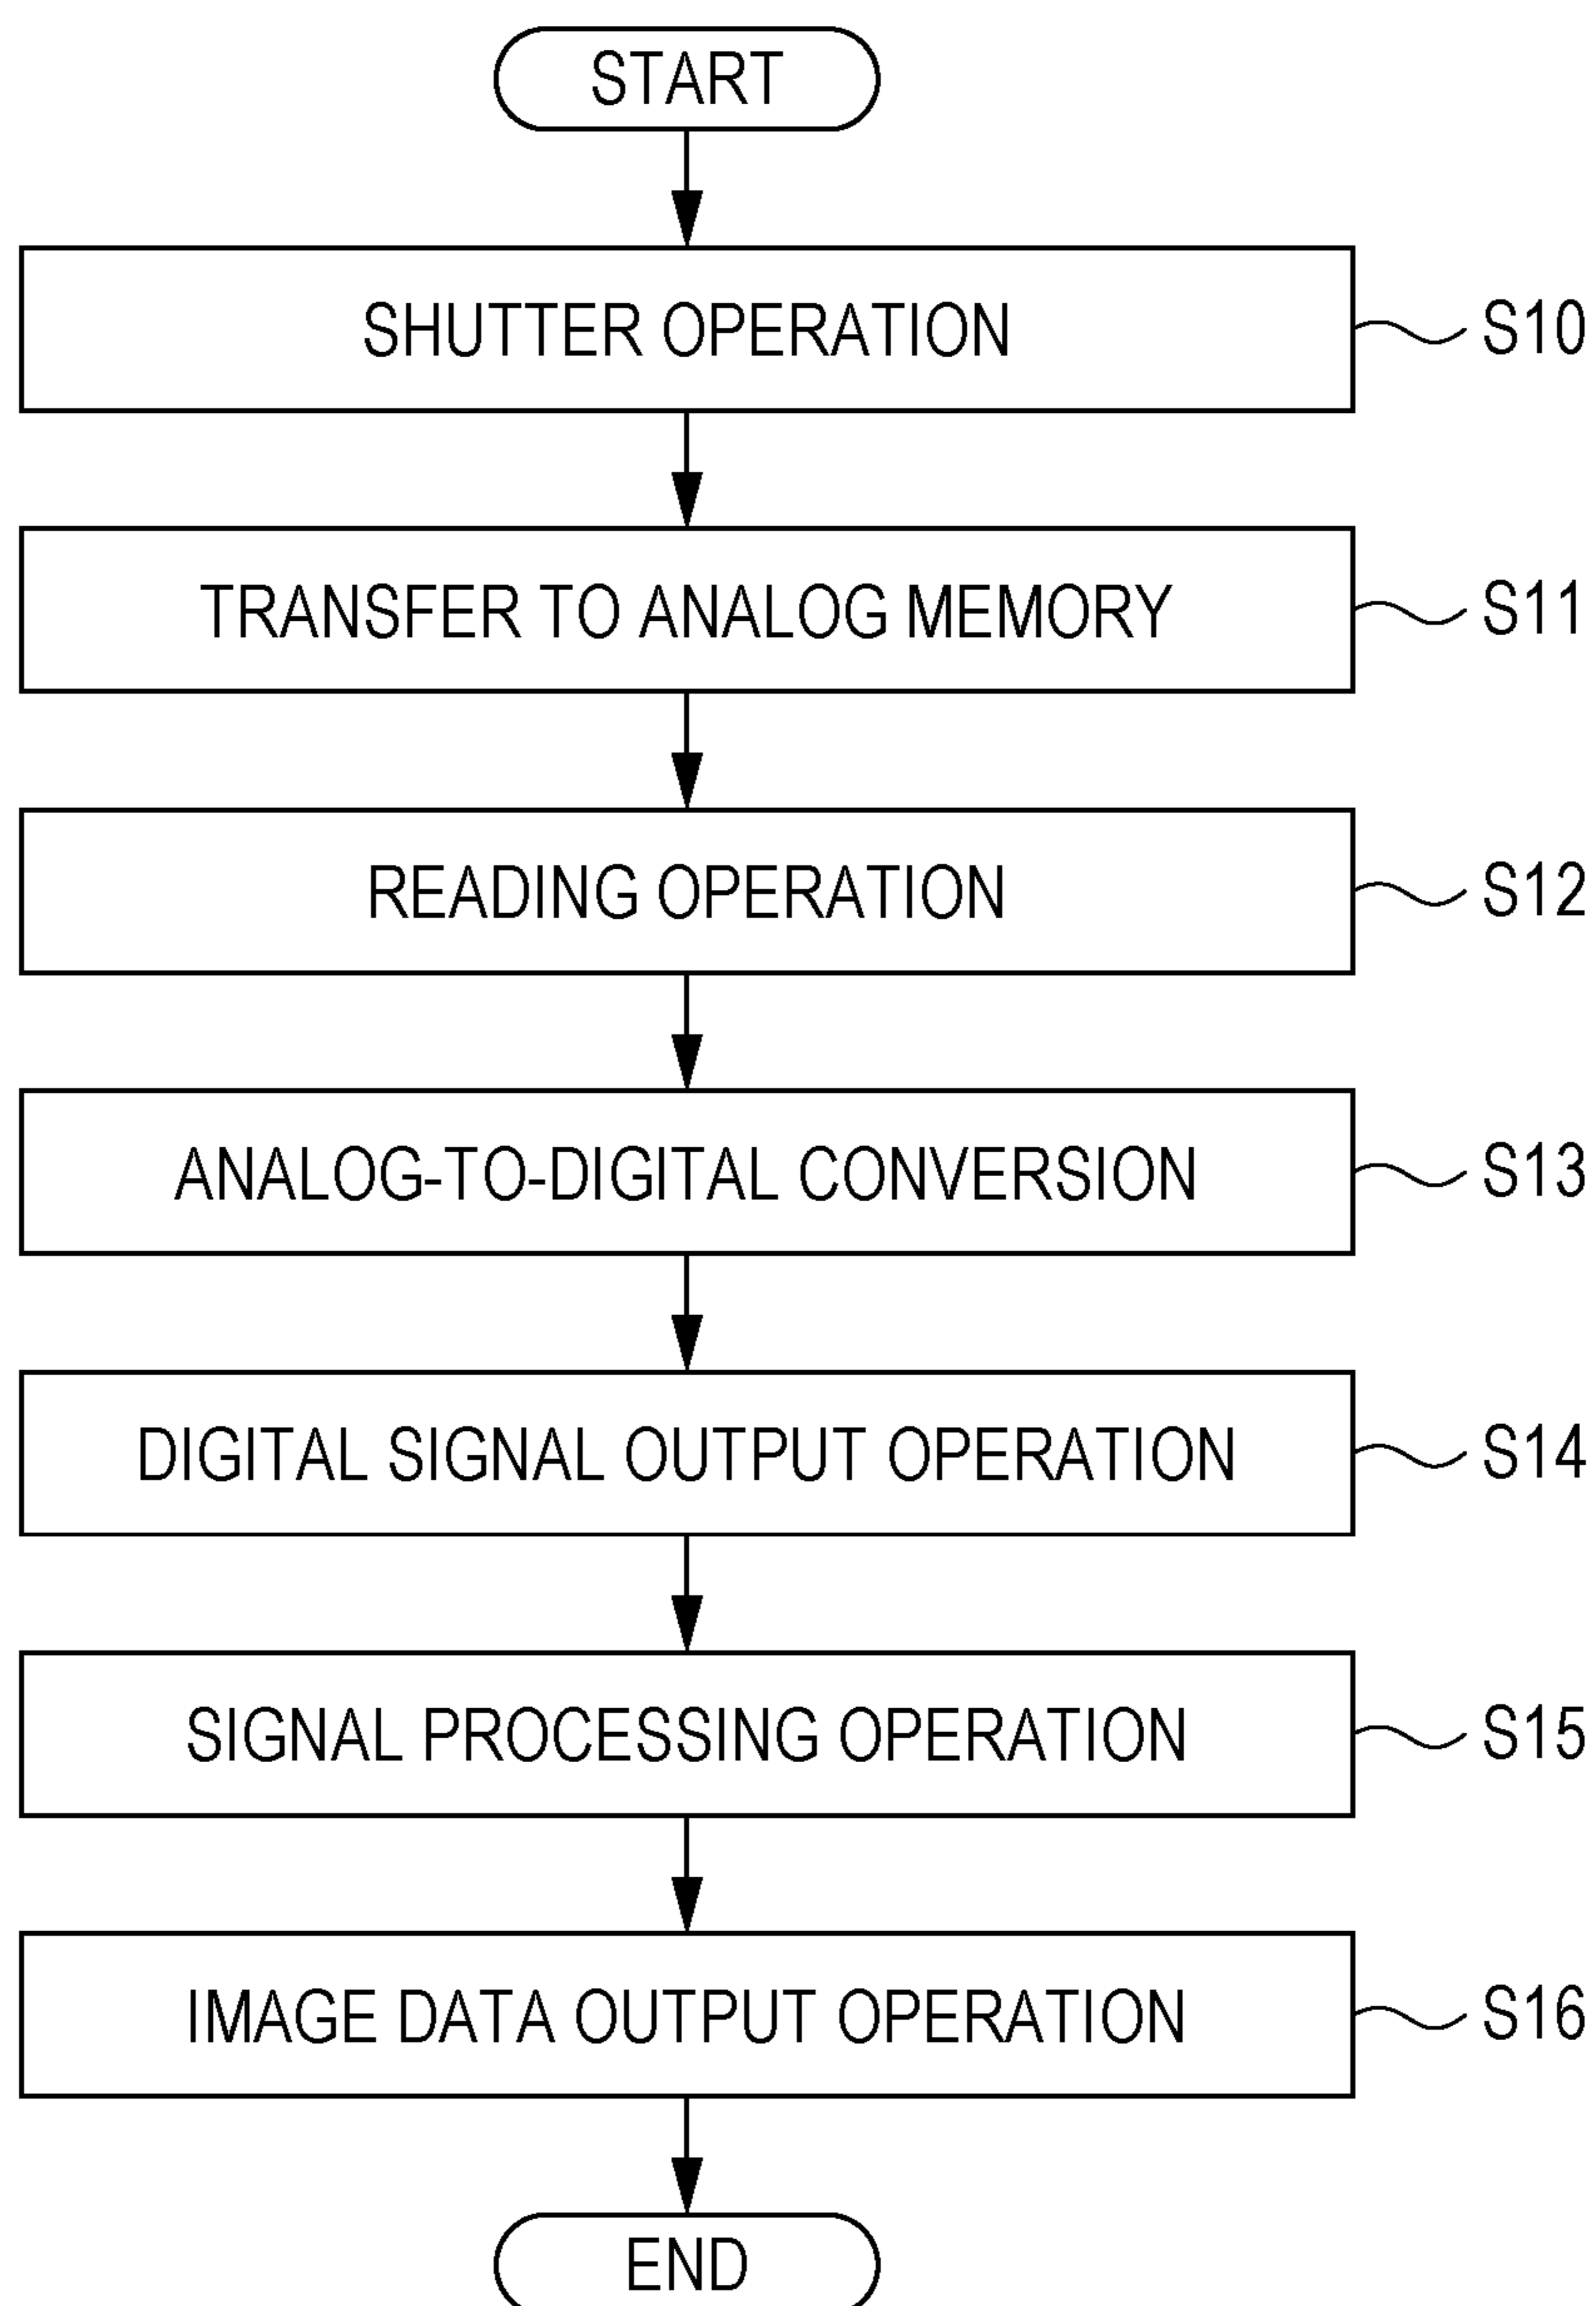 START
SHUTTER OPERATION S10
TRANSFER TO ANALOG MEMORY S11
READING OPERATION S12
ANALOG-TO-DIGITAL CONVERSION S13
DIGITAL SIGNAL OUTPUT OPERATION S14
SIGNAL PROCESSING OPERATION S15
IMAGE DATA OUTPUT OPERATION S16
END